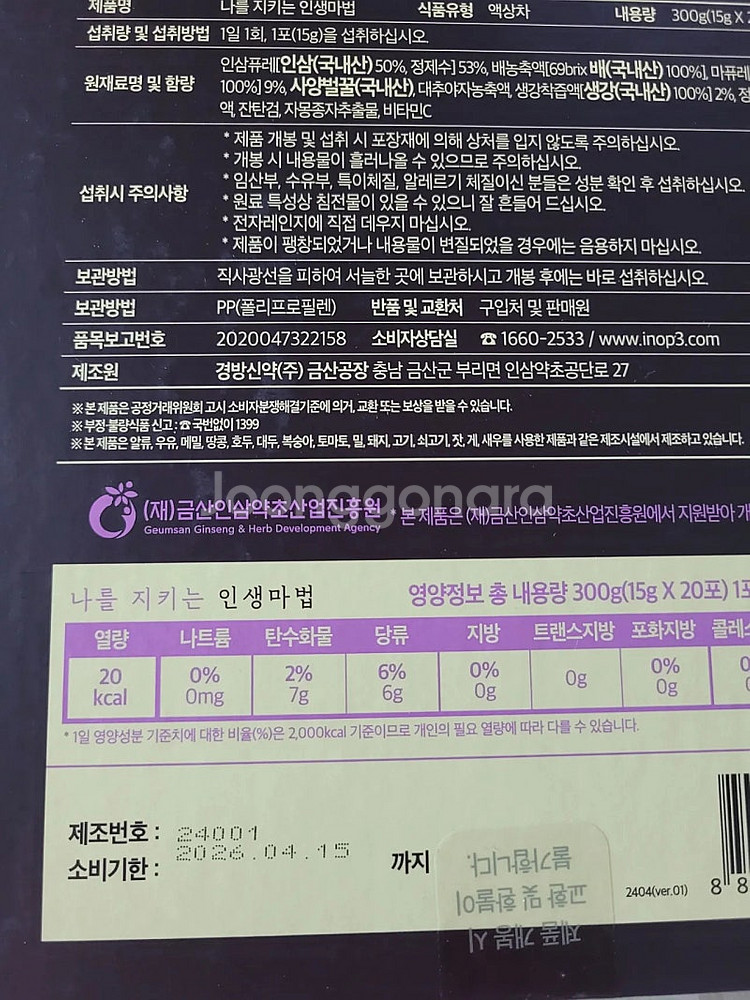 제품명 나를 지키는 인생마법 식품유형 액상차 내용량 300g(15g X 2
섭취량 및 섭취방법 1일 1회, 1포(15g)을 섭취하십시오.
원재료명 및 함량 인삼퓨레[인삼(국내산) 50%, 정제수] 53%, 배농축액[69brix 배(국내산) 100%], 마퓨레
100%] 9%, 사양벌꿀(국내산), 대추야자농축액, 생강착즙액[생강(국내산) 100%] 2%, 정
액, 잔탄검, 자몽종자추출물, 비타민C
섭취시 주의사항
* 제품 개봉 및 섭취 시 포장재에 의해 상처를 입지 않도록 주의하십시오.
* 개봉 시 내용물이 흘러나올 수 있으므로 주의하십시오.
* 임산부, 수유부, 특이체질, 알레르기 체질이신 분들은 성분 확인 후 섭취하십시오.
* 원료 특성상 침전물이 있을 수 있으니 잘 흔들어 드십시오.
* 전자레인지에 직접 데우지 마십시오.
* 제품이 팽창되었거나 내용물이 변질되었을 경우에는 음용하지 마십시오.
보관방법 직사광선을 피하여 서늘한 곳에 보관하시고 개봉 후에는 바로 섭취하십시오.
보관방법 PP(폴리프로필렌) 반품 및 교환처 구입처 및 판매원
품목보고번호 2020047322158 소비자상담실 ☎ 1660-2533 / www.inop3.com
제조원 경방신약(주) 금산공장 충남 금산군 부리면 인삼약초공단로 27
※ 본 제품은 공정거래위원회 고시 소비자분쟁해결기준에 의거, 교환 또는 보상을 받을 수 있습니다.
※ 부정·불량식품 신고 : ☎ 국번없이 1399
※ 본 제품은 알류, 우유, 메밀, 땅콩, 호두, 대두, 복숭아, 토마토, 밀, 돼지, 고기, 쇠고기, 잣, 게, 새우를 사용한 제품과 같은 제조시설에서 제조하고 있습니다.
loonggonara
(재)금산인삼약초산업진흥원 * 본 제품은 (재)금산인삼약초산업진흥원에서 지원받아 개
Geumsan Ginseng & Herb Development Agency
나를 지키는 인생마법 영양정보 총 내용량 300g(15g X 20포) 1포
열량 나트륨 탄수화물 당류 지방 트랜스지방 포화지방 콜레스
20 kcal 0% 0mg 2% 7g 6% 6g 0% 0g 0g 0% 0g 0
* 1일 영양성분 기준치에 대한 비율(%)은 2,000kcal 기준이므로 개인의 필요 열량에 따라 다를 수 있습니다.
제조번호 : 24001
소비기한 : 2026.04.15 까지
제품 개봉 시
교환 및 환불이
불가합니다.
2404(ver.01) 8 8